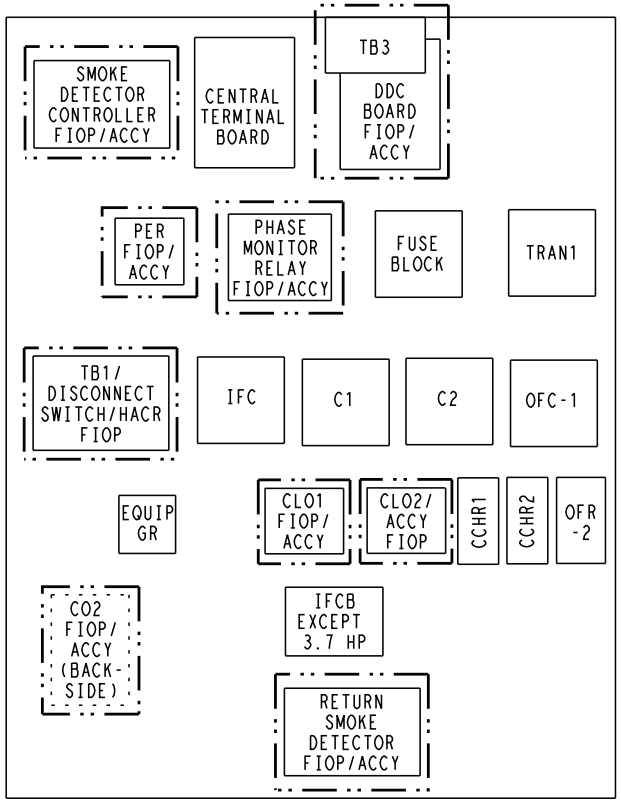 SMOKE
DETECTOR
CONTROLLER
FIOP/ACCY
CENTRAL
TERMINAL
BOARD
TB3
DDC
BOARD
FIOP/
ACCY
PER
FIOP/
ACCY
PHASE
MONITOR
RELAY
FIOP/ACCY
FUSE
BLOCK
TRAN1
TB1/
DISCONNECT
SWITCH/HACR
FIOP
IFC
C1
C2
OFC-1
EQUIP
GR
CLO1
FIOP/
ACCY
CLO2/
ACCY
FIOP
CCHR1
CCHR2
OFR
-2
CO2
FIOP/
ACCY
(BACK-
SIDE)
IFCB
EXCEPT
3.7 HP
RETURN
SMOKE
DETECTOR
FIOP/ACCY